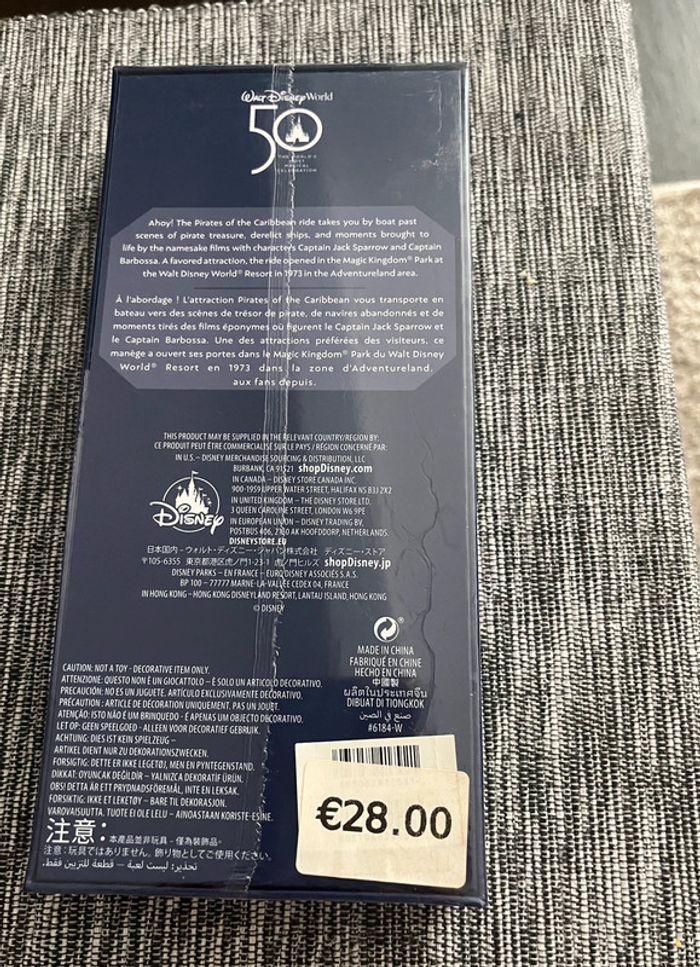 Walt Disney World
50
THE WORLD'S
MOST
MAGICAL
CELEBRATION
Ahoy! The Pirates of the Caribbean ride takes you by boat past
scenes of pirate treasure, derelict ships, and moments brought to
life by the namesake films with characters Captain Jack Sparrow and Captain
Barbossa. A favored attraction, the ride opened in the Magic Kingdom® Park at
the Walt Disney World® Resort in 1973 in the Adventureland area.
À l'abordage ! L'attraction Pirates of the Caribbean vous transporte en
bateau vers des scènes de trésor de pirate, de navires abandonnés et de
moments tirés des films éponymes où figurent le Captain Jack Sparrow et
le Captain Barbossa. Une des attractions préférées des visiteurs, ce
manège a ouvert ses portes dans le Magic Kingdom® Park du Walt Disney
World® Resort en 1973 dans la zone d'Adventureland.
aux fans depuis.
THIS PRODUCT MAY BE SUPPLIED IN THE RELEVANT COUNTRY/REGION BY:
CE PRODUIT PEUT ÊTRE COMMERCIALISÉ SUR LE PAYS / RÉGION CONCERNÉ PAR:
IN U.S. – DISNEY MERCHANDISE SOURCING & DISTRIBUTION, LLC
BURBANK, CA 91521 shopDisney.com
IN CANADA – DISNEY STORE CANADA INC.
900-1959 UPPER WATER STREET, HALIFAX NS B3J 2X2
IN UNITED KINGDOM – THE DISNEY STORE LTD.
3 QUEEN CAROLINE STREET, LONDON W6 9PE
IN EUROPEAN UNION – DISNEY TRADING BV,
POSTBUS 406, 2130 AK HOOFDDORP, NETHERLANDS.
DISNEYSTORE.EU
Disney
日本国内 - ウォルト・ディズニー・ジャパン株式会社 ディズニー・ストア
〒105-6355 東京都港区虎ノ門1-23-1 虎ノ門ヒルズ shopDisney.jp
DISNEY PARKS – EN FRANCE – EURO DISNEY ASSOCIÉS S.A.S.
BP 100 – 77777 MARNE-LA-VALLÉE CEDEX 04, FRANCE
IN HONG KONG – HONG KONG DISNEYLAND RESORT, LANTAU ISLAND, HONG KONG
© DISNEY
MADE IN CHINA
FABRIQUÉ EN CHINE
HECHO EN CHINA
中國製
ผลิตในประเทศจีน
DIBUAT DI TIONGKOK
صنع في الصين
#6184-W
CAUTION: NOT A TOY - DECORATIVE ITEM ONLY.
ATTENZIONE: QUESTO NON È UN GIOCATTOLO – È SOLO UN ARTICOLO DECORATIVO.
PRECAUCIÓN: NO ES UN JUGUETE. ARTÍCULO EXCLUSIVAMENTE DECORATIVO.
PRÉCAUTION : ARTICLE DE DÉCORATION UNIQUEMENT. PAS UN JOUET.
ATENÇÃO: ISTO NÃO É UM BRINQUEDO - É APENAS UM OBJECTO DECORATIVO.
LET OP: GEEN SPEELGOED - ALLEEN VOOR DECORATIEF GEBRUIK.
ACHTUNG: DIES IST KEIN SPIELZEUG –
ARTIKEL DIENT NUR ZU DEKORATIONSZWECKEN.
FORSIGTIG: DETTE ER IKKE LEGETØJ, MEN EN PYNTEGENSTAND.
DİKKAT: OYUNCAK DEĞİLDİR – YALNIZCA DEKORATİF ÜRÜN.
OBS! DETTA ÄR ETT PRYDNADSFÖREMÅL, INTE EN LEKSAK.
FORSIKTIG: IKKE ET LEKETØY – BARE TIL DEKORASJON.
VAROVAISUUTTA. TUOTE EI OLE LELU – AINOASTAAN KORISTE-ESINE.
注意: 本產品並非玩具 - 僅為裝飾品。
注意: 玩具ではありません。飾り物としてご使用ください。
تحذير: ليست لعبة – قطعة للتزيين فقط.
€28.00